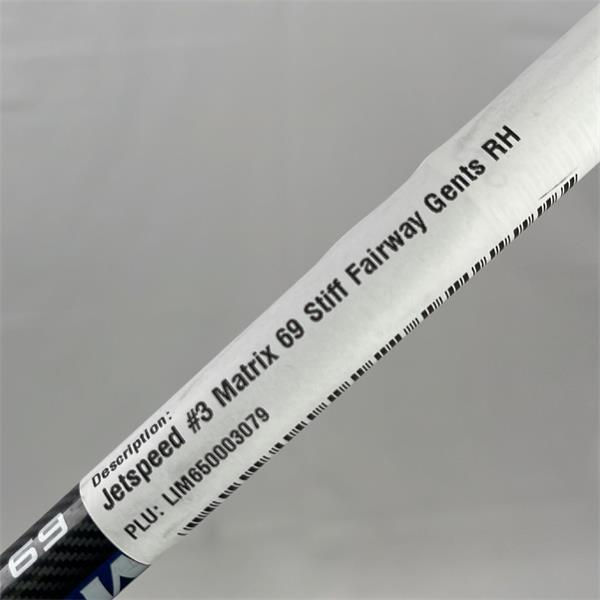 Description:
Jetspeed #3 Matrix 69 Stiff Fairway Gents RH
PLU: LIM650003079
69